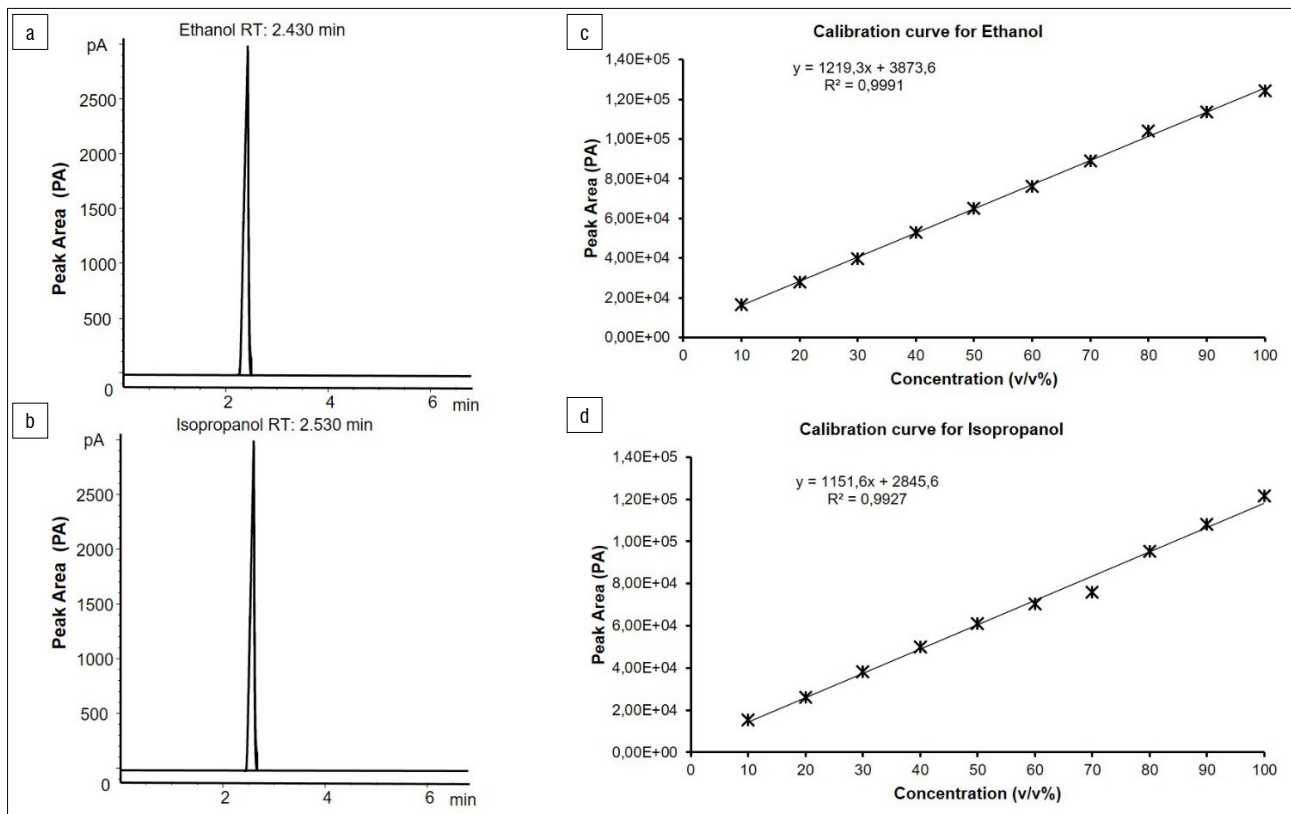 a
Ethanol RT: 2.430 min
pA
2500
2000
1500
1000
500
0
2
4
6
min
Peak Area (PA)
b
Isopropanol RT: 2.530 min
pA
2500
2000
1500
1000
500
0
2
4
6
min
Peak Area (PA)
c
Calibration curve for Ethanol
y = 1219,3x + 3873,6
R² = 0,9991
1,40E+05
1,20E+05
1,00E+05
8,00E+04
6,00E+04
4,00E+04
2,00E+04
0,00E+00
0 10 20 30 40 50 60 70 80 90 100
Peak Area (PA)
Concentration (v/v%)
d
Calibration curve for Isopropanol
y = 1151,6x + 2845,6
R² = 0,9927
1,40E+05
1,20E+05
1,00E+05
8,00E+04
6,00E+04
4,00E+04
2,00E+04
0,00E+00
0 10 20 30 40 50 60 70 80 90 100
Peak Area (PA)
Concentration (v/v%)